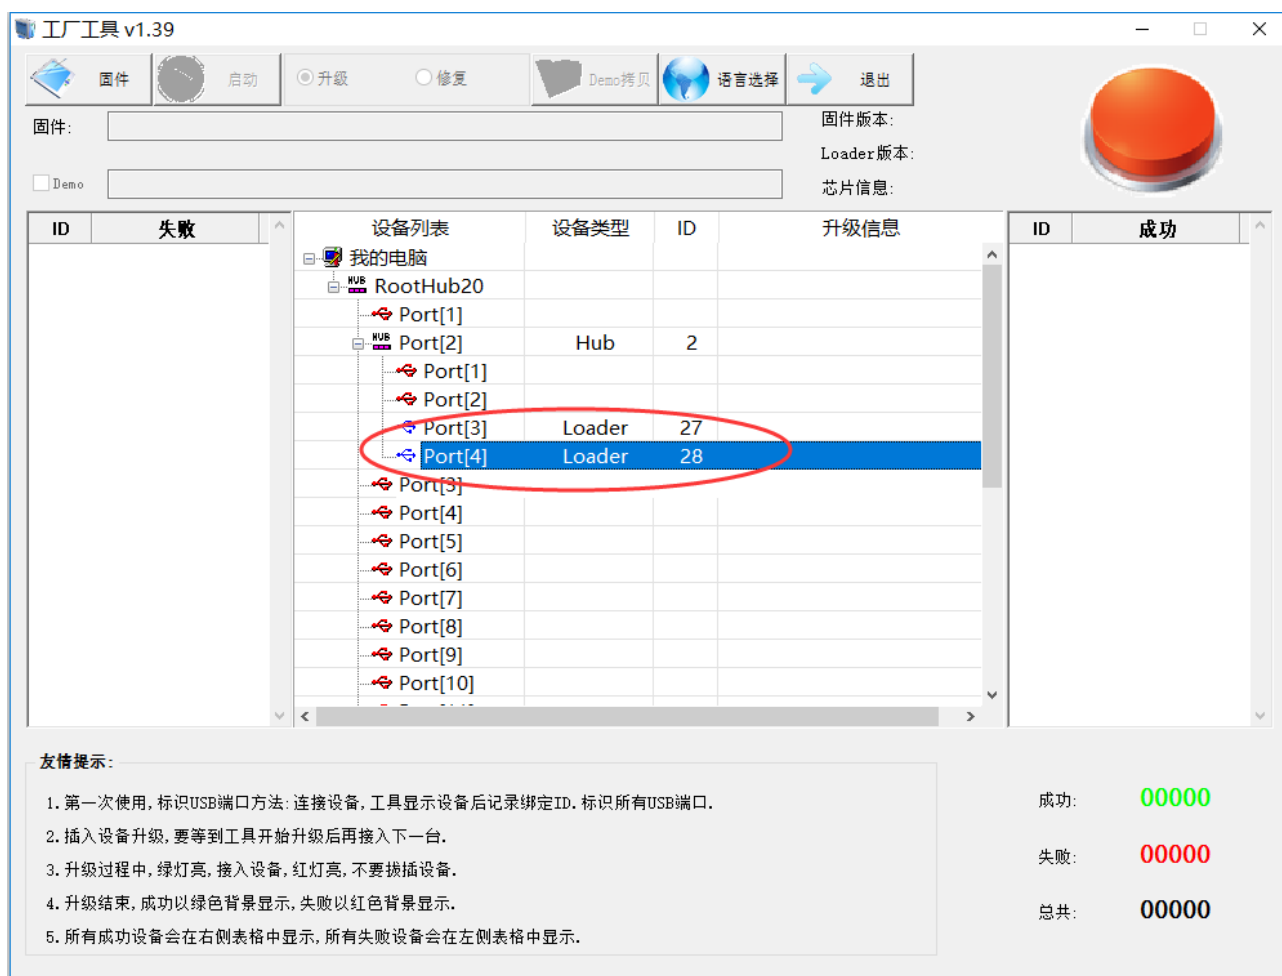 工厂工具 v1.39
固件 启动 升级 修复 Demo拷贝 语言选择 退出
固件:
固件版本:
Loader版本:
Demo
芯片信息:
ID 失败 设备列表 设备类型 ID 升级信息 ID 成功
我的电脑
HUB RootHub20
Port[1]
HUB Port[2] Hub 2
Port[1]
Port[2]
Port[3] Loader 27
Port[4] Loader 28
Port[3]
Port[4]
Port[5]
Port[6]
Port[7]
Port[8]
Port[9]
Port[10]
友情提示:
1.第一次使用,标识USB端口方法:连接设备,工具显示设备后记录绑定ID.标识所有USB端口.
2.插入设备升级,要等到工具开始升级后再接入下一台.
3.升级过程中,绿灯亮,接入设备,红灯亮,不要拔插设备.
4.升级结束,成功以绿色背景显示,失败以红色背景显示.
5.所有成功设备会在右侧表格中显示,所有失败设备会在左侧表格中显示.
成功: 00000
失败: 00000
总共: 00000